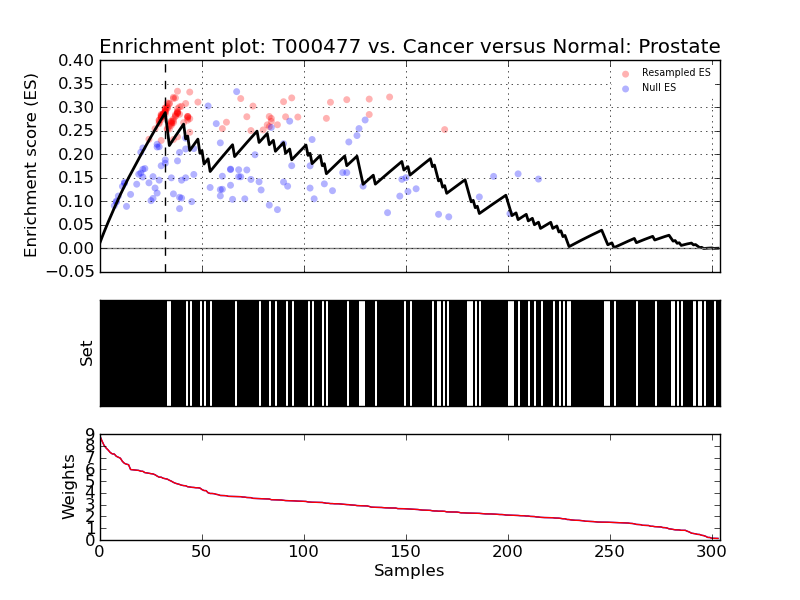 Enrichment plot: T000477 vs. Cancer versus Normal: Prostate
Enrichment score (ES)
0.40
0.35
0.30
0.25
0.20
0.15
0.10
0.05
0.00
−0.05
Resampled ES
Null ES
Set
Weights
9
8
7
6
5
4
3
2
1
0
0 50 100 150 200 250 300
Samples